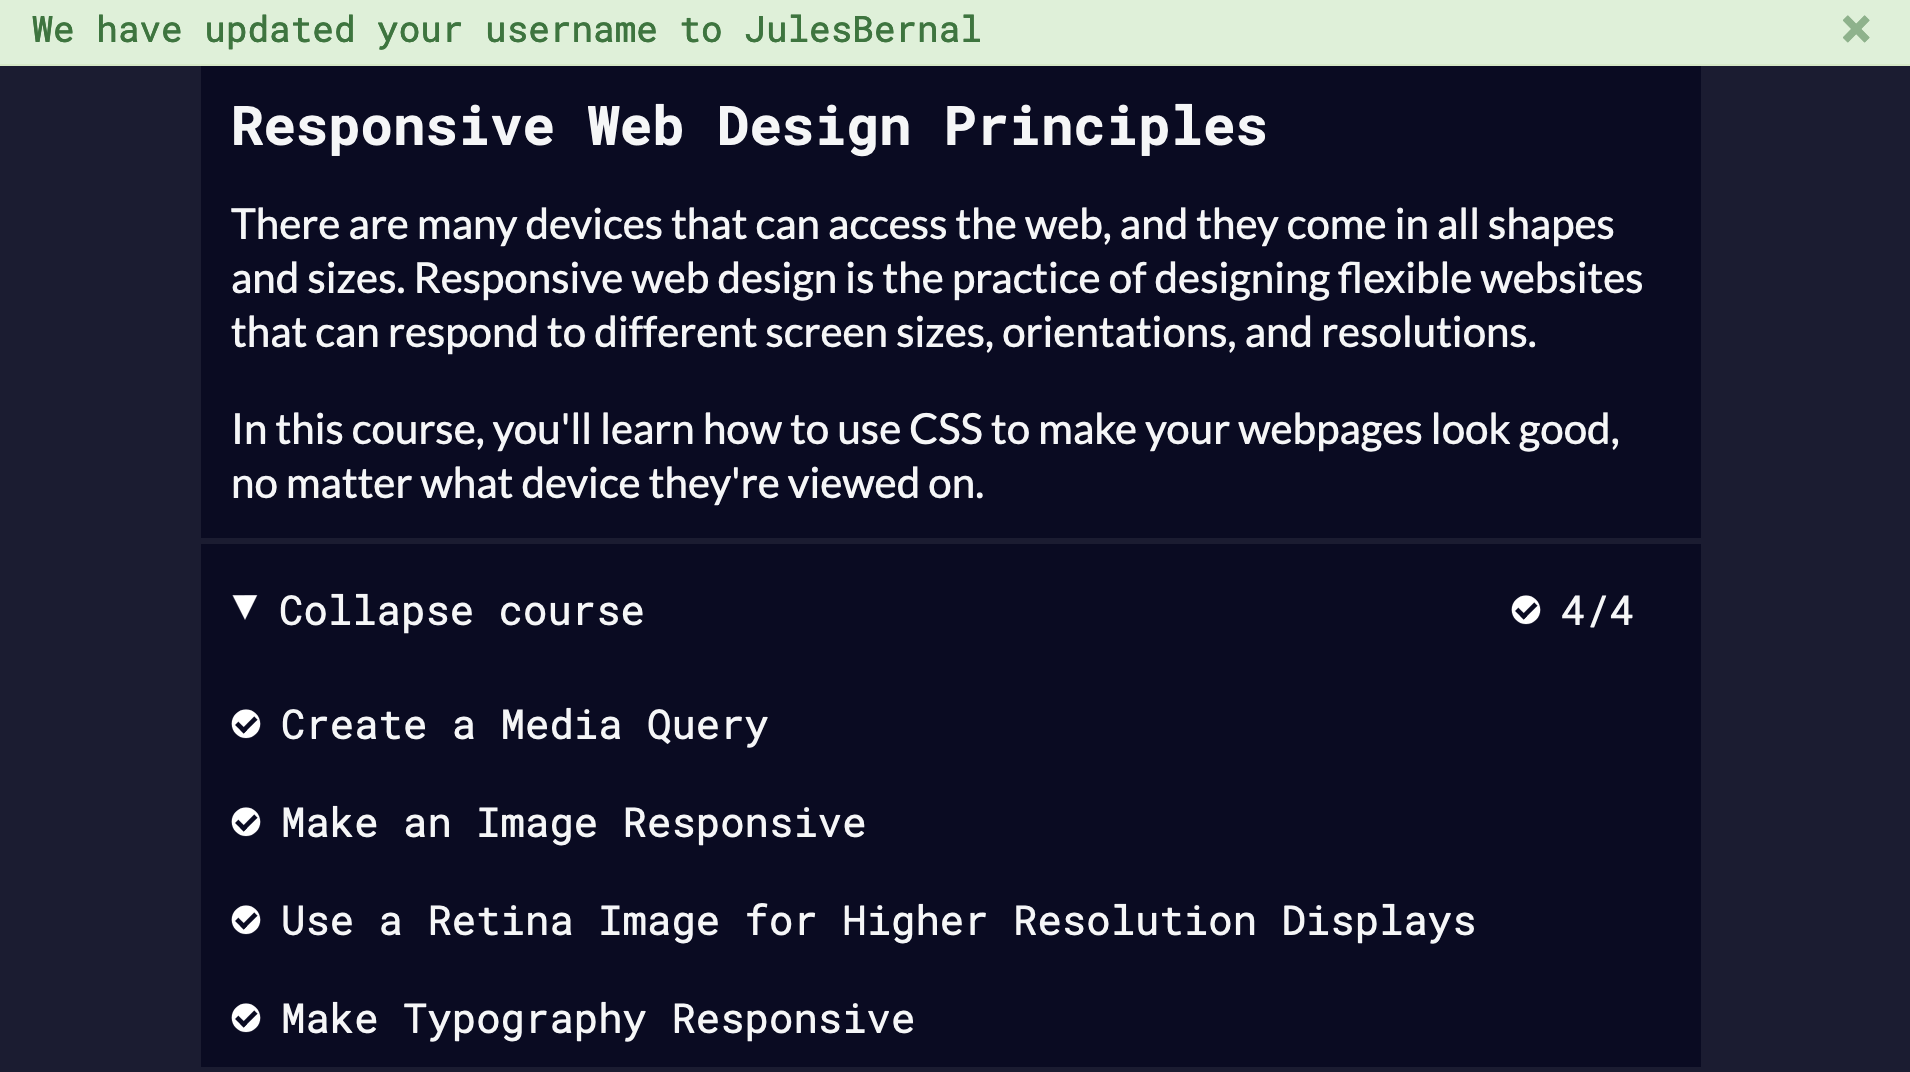 We have updated your username to JulesBernal
Responsive Web Design Principles
There are many devices that can access the web, and they come in all shapes
and sizes. Responsive web design is the practice of designing flexible websites
that can respond to different screen sizes, orientations, and resolutions.
In this course, you'll learn how to use CSS to make your webpages look good,
no matter what device they're viewed on.
Collapse course 4/4
Create a Media Query
Make an Image Responsive
Use a Retina Image for Higher Resolution Displays
Make Typography Responsive